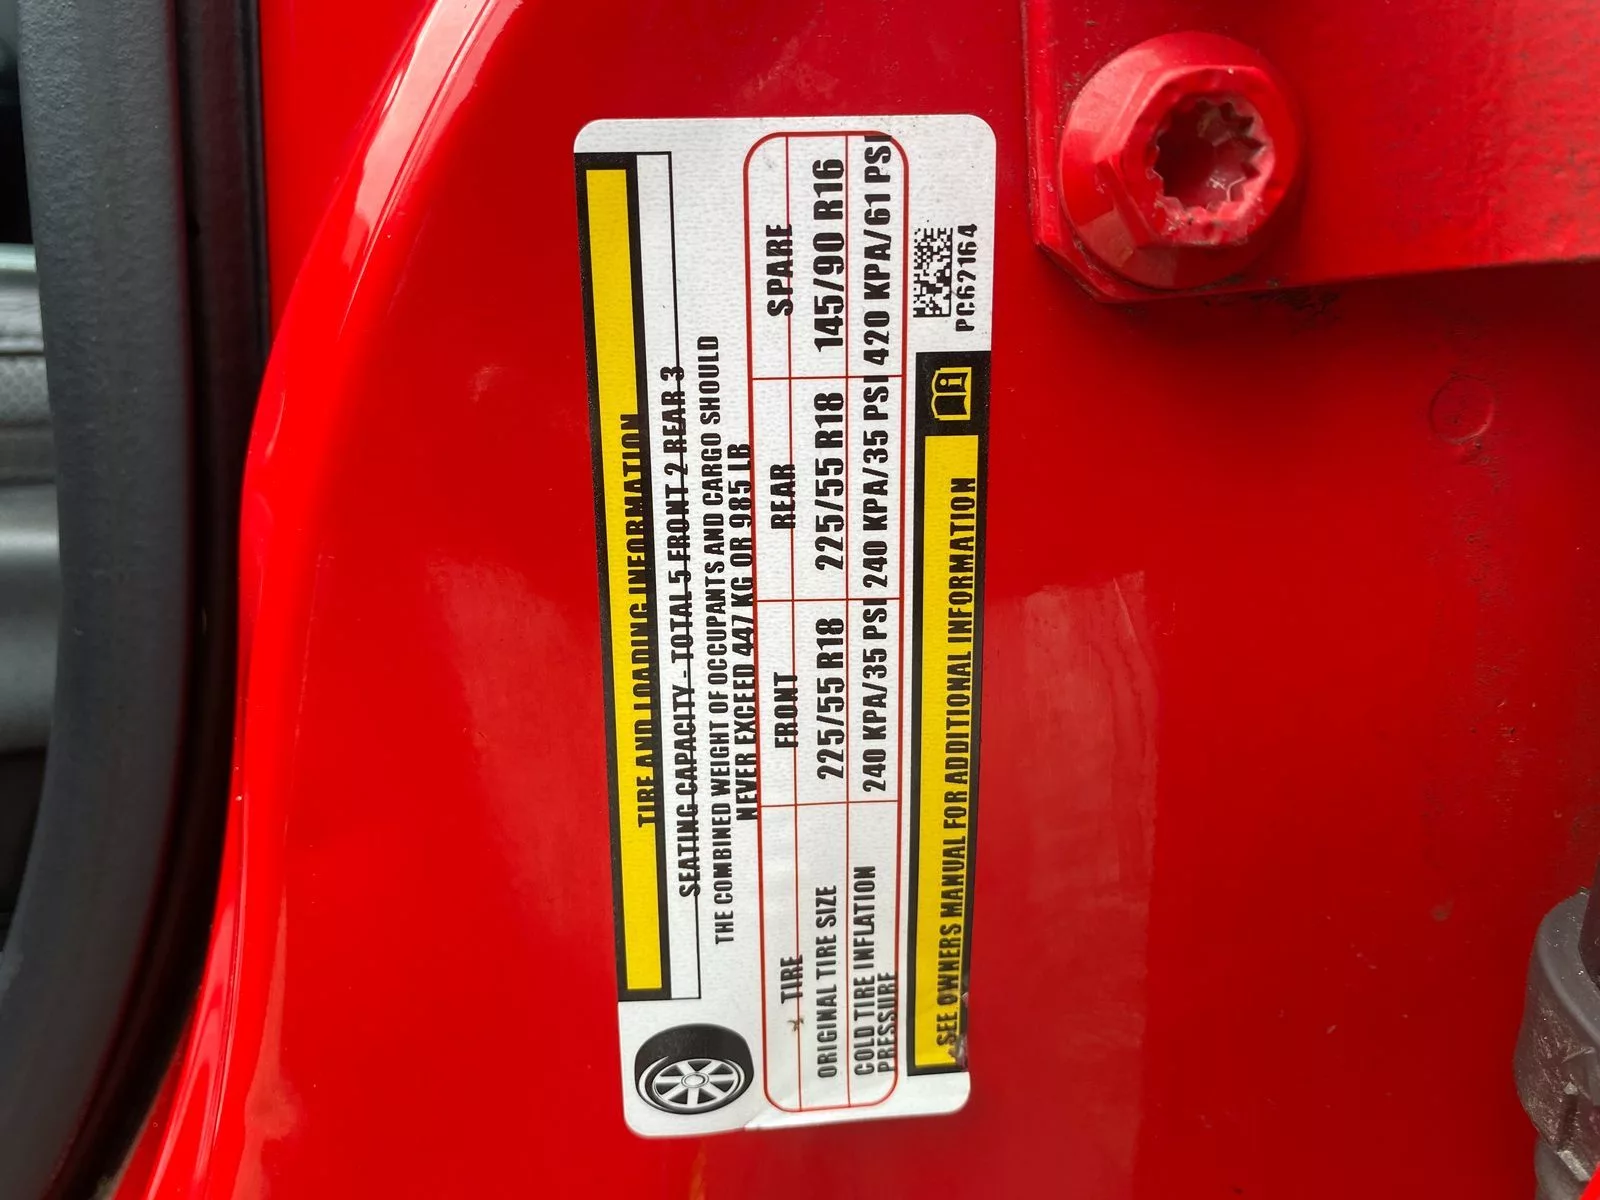 TIRE AND LOADING INFORMATION
SEATING CAPACITY - TOTAL 5 FRONT 2 REAR 3
THE COMBINED WEIGHT OF OCCUPANTS AND CARGO SHOULD
NEVER EXCEED 447 KG OR 985 LB
TIRE FRONT REAR SPARE
ORIGINAL TIRE SIZE 225/55 R18 225/55 R18 145/90 R16
COLD TIRE INFLATION PRESSURE 240 KPA/35 PSI 240 KPA/35 PSI 420 KPA/61 PSI
SEE OWNERS MANUAL FOR ADDITIONAL INFORMATION
PC672164